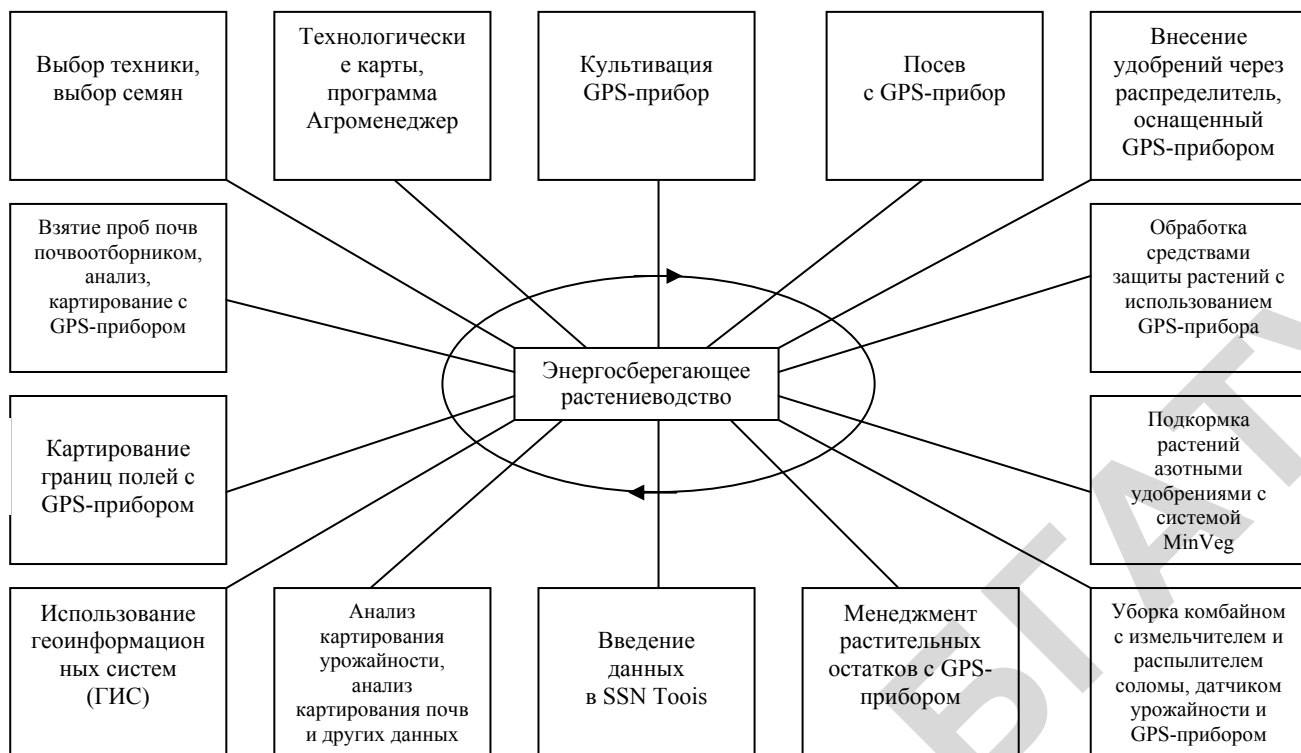 Выбор техники,
выбор семян
Технологически
е карты,
программа
Агроменеджер
Культивация
GPS-прибор
Посев
с GPS-прибор
Внесение
удобрений через
распределитель,
оснащенный
GPS-прибором
Взятие проб почв
почвоотборником,
анализ,
картирование с
GPS-прибором
Обработка
средствами
защиты растений с
использованием
GPS-прибора
Энергосберегающее
растениеводство
Картирование
границ полей с
GPS-прибором
Подкормка
растений
азотными
удобрениями с
системой
MinVeg
Использование
геоинформацион
ных систем
(ГИС)
Анализ
картирования
урожайности,
анализ
картирования почв
и других данных
Введение
данных
в SSN Toois
Менеджмент
растительных
остатков с GPS-
прибором
Уборка комбайном
с измельчителем и
распылителем
соломы, датчиком
урожайности и
GPS-прибором
БГАТУ